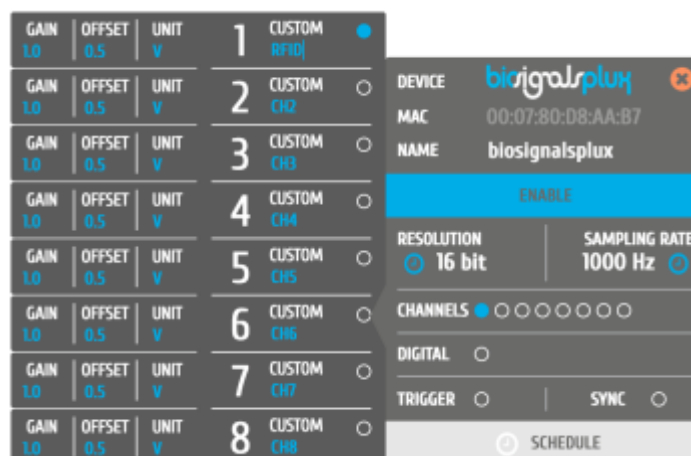 GAIN OFFSET UNIT 1 CUSTOM
1.0 0.5 V RFID
GAIN OFFSET UNIT 2 CUSTOM
1.0 0.5 V CH2
GAIN OFFSET UNIT 3 CUSTOM
1.0 0.5 V CH3
GAIN OFFSET UNIT 4 CUSTOM
1.0 0.5 V CH4
GAIN OFFSET UNIT 5 CUSTOM
1.0 0.5 V CH5
GAIN OFFSET UNIT 6 CUSTOM
1.0 0.5 V CH6
GAIN OFFSET UNIT 7 CUSTOM
1.0 0.5 V CH7
GAIN OFFSET UNIT 8 CUSTOM
1.0 0.5 V CH8
DEVICE biosignalsplux
MAC 00:07:80:D8:AA:B7
NAME biosignalsplux
ENABLE
RESOLUTION SAMPLING RATE
16 bit 1000 Hz
CHANNELS
DIGITAL
TRIGGER SYNC
SCHEDULE